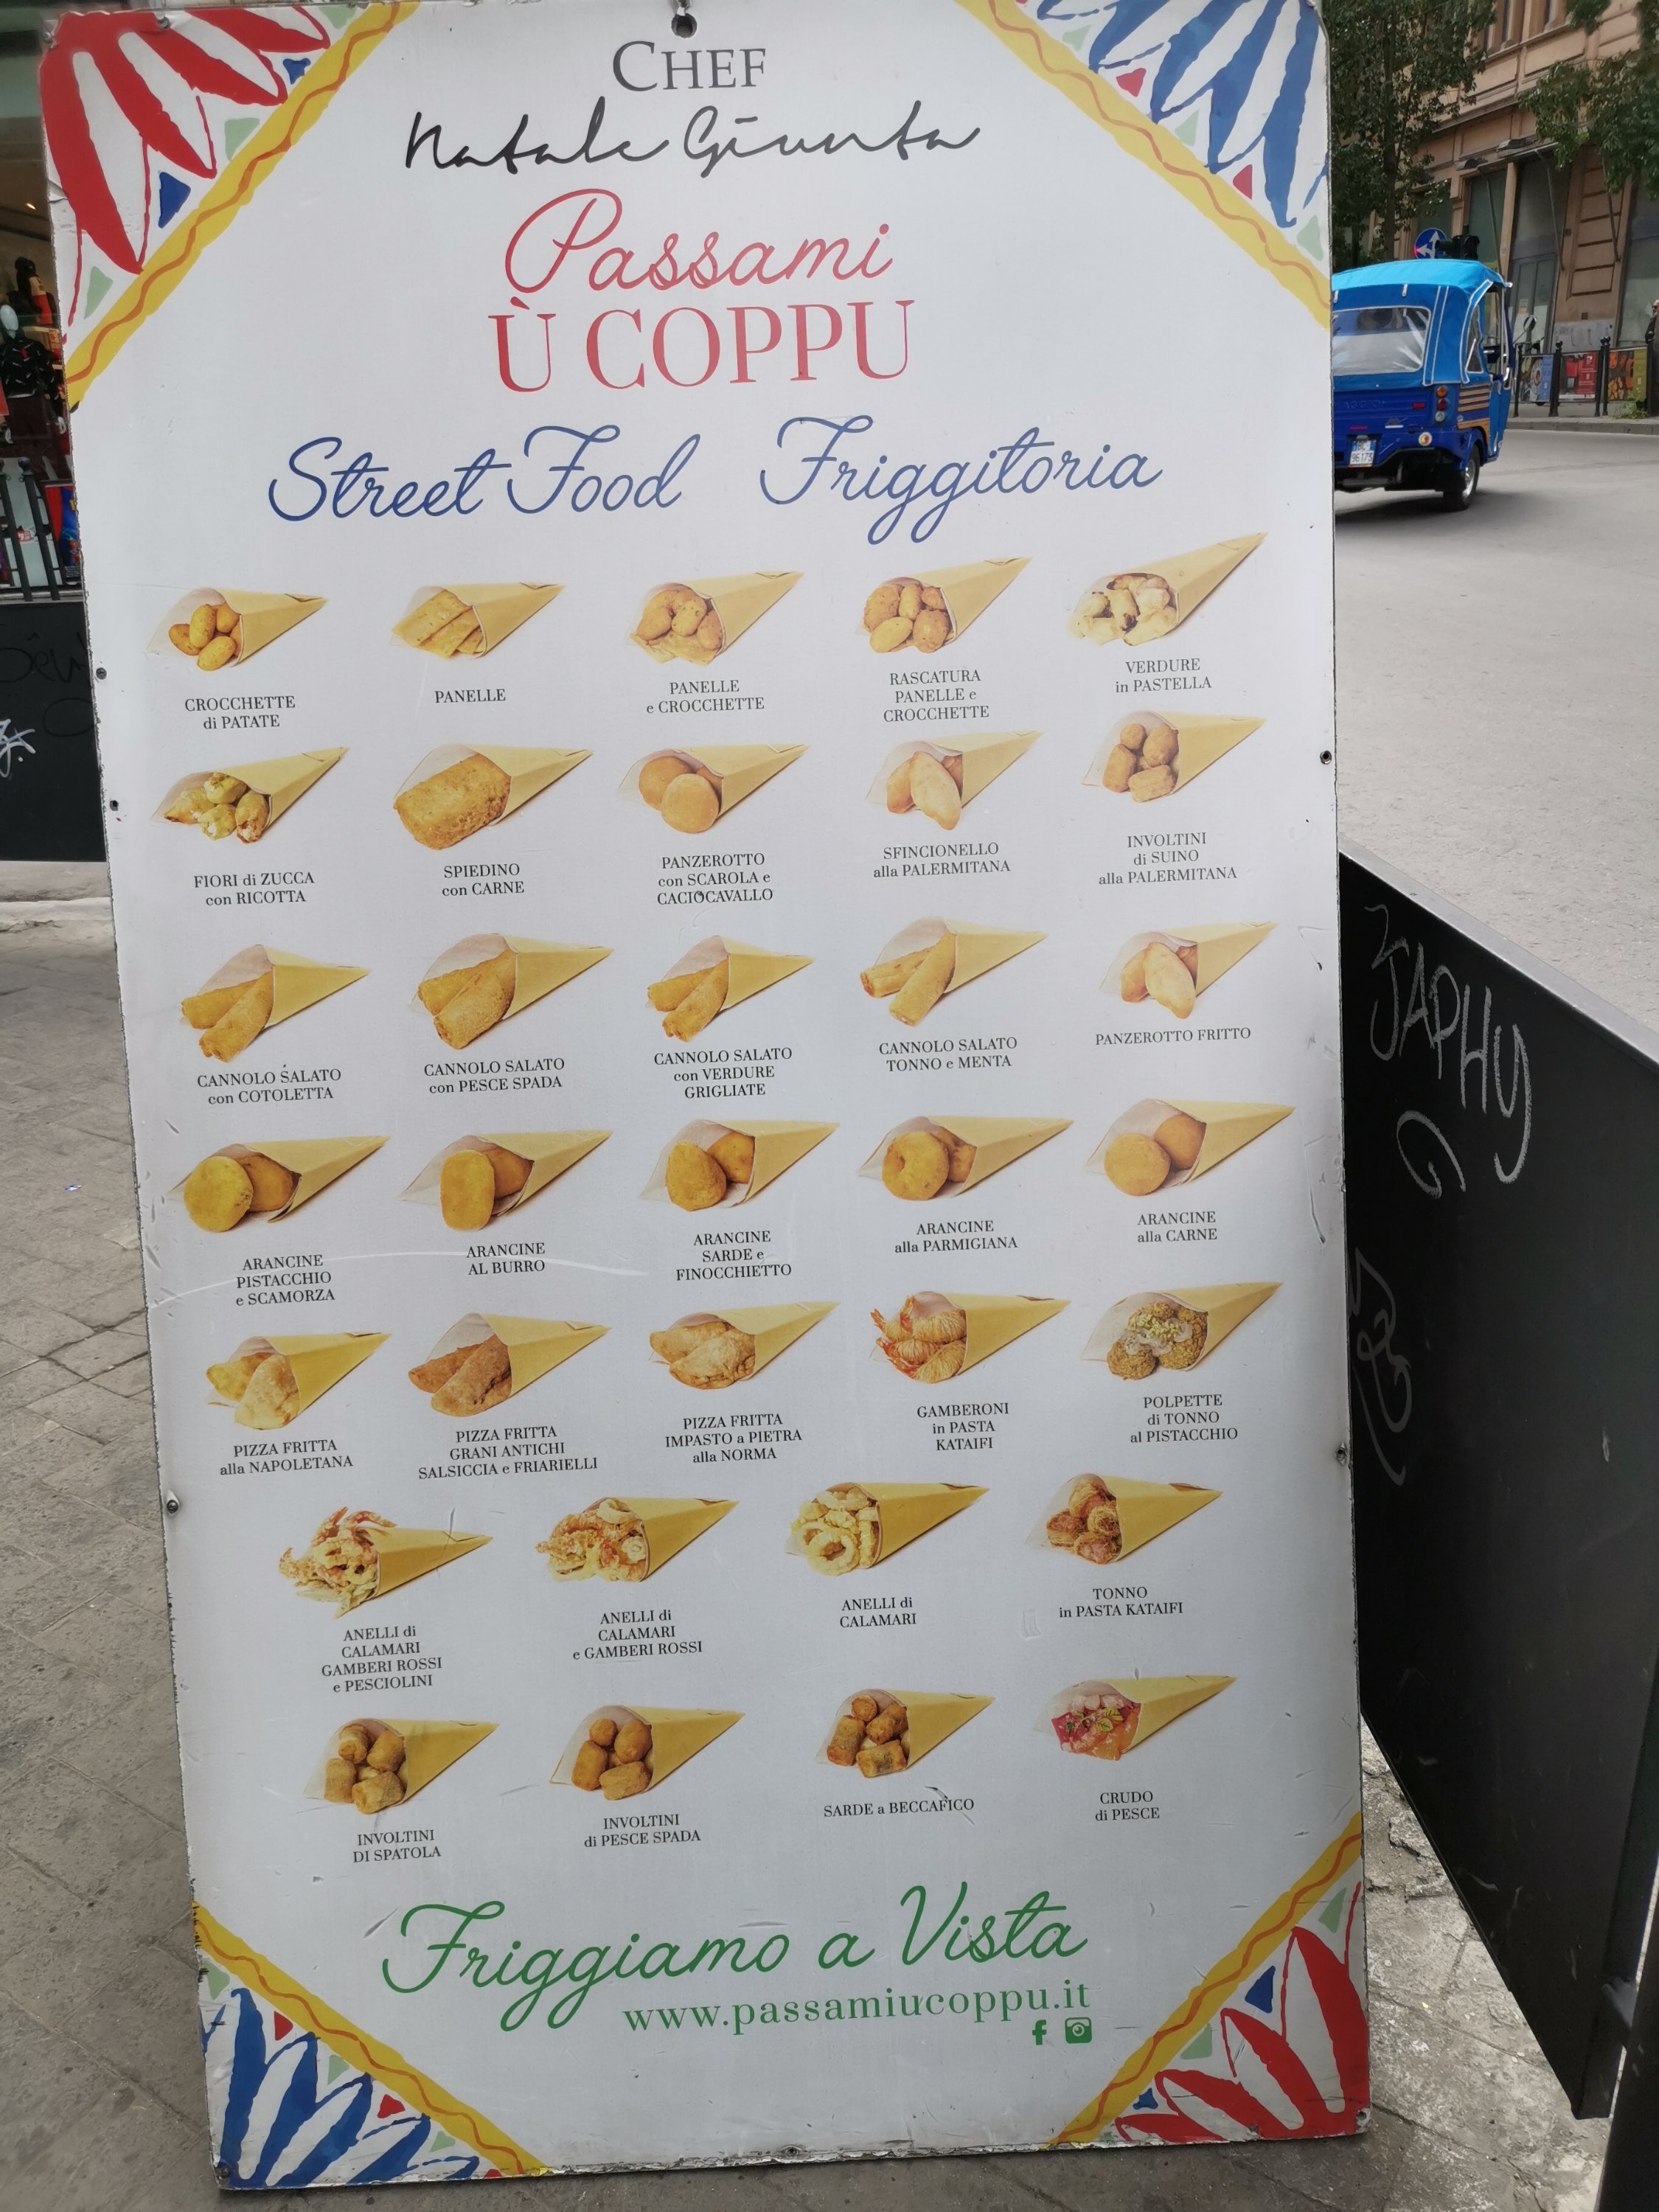 CHEF
Natale Giunta
Passami
Ù COPPU
Street Food Friggitoria
CROCCHETTE
di PATATE
PANELLE
PANELLE
e CROCCHETTE
RASCATURA
PANELLE e
CROCCHETTE
VERDURE
in PASTELLA
FIORI di ZUCCA
con RICOTTA
SPIEDINO
con CARNE
PANZEROTTO
con SCAROLA e
CACIOCAVALLO
SFINCIONELLO
alla PALERMITANA
INVOLTINI
di SUINO
alla PALERMITANA
CANNOLO SALATO
con COTOLETTA
CANNOLO SALATO
con PESCE SPADA
CANNOLO SALATO
con VERDURE
GRIGLIATE
CANNOLO SALATO
TONNO e MENTA
PANZEROTTO FRITTO
ARANCINE
PISTACCHIO
e SCAMORZA
ARANCINE
AL BURRO
ARANCINE
SARDE e
FINOCCHIETTO
ARANCINE
alla PARMIGIANA
ARANCINE
alla CARNE
PIZZA FRITTA
alla NAPOLETANA
PIZZA FRITTA
GRANI ANTICHI
SALSICCIA e FRIARIELLI
PIZZA FRITTA
IMPASTO a PIETRA
alla NORMA
GAMBERONI
in PASTA
KATAIFI
POLPETTE
di TONNO
al PISTACCHIO
ANELLI di
CALAMARI
GAMBERI ROSSI
e PESCIOLINI
ANELLI di
CALAMARI
e GAMBERI ROSSI
ANELLI di
CALAMARI
TONNO
in PASTA KATAIFI
INVOLTINI
DI SPATOLA
INVOLTINI
di PESCE SPADA
SARDE a BECCAFICO
CRUDO
di PESCE
Friggiamo a Vista
www.passamiucoppu.it
JAPHY